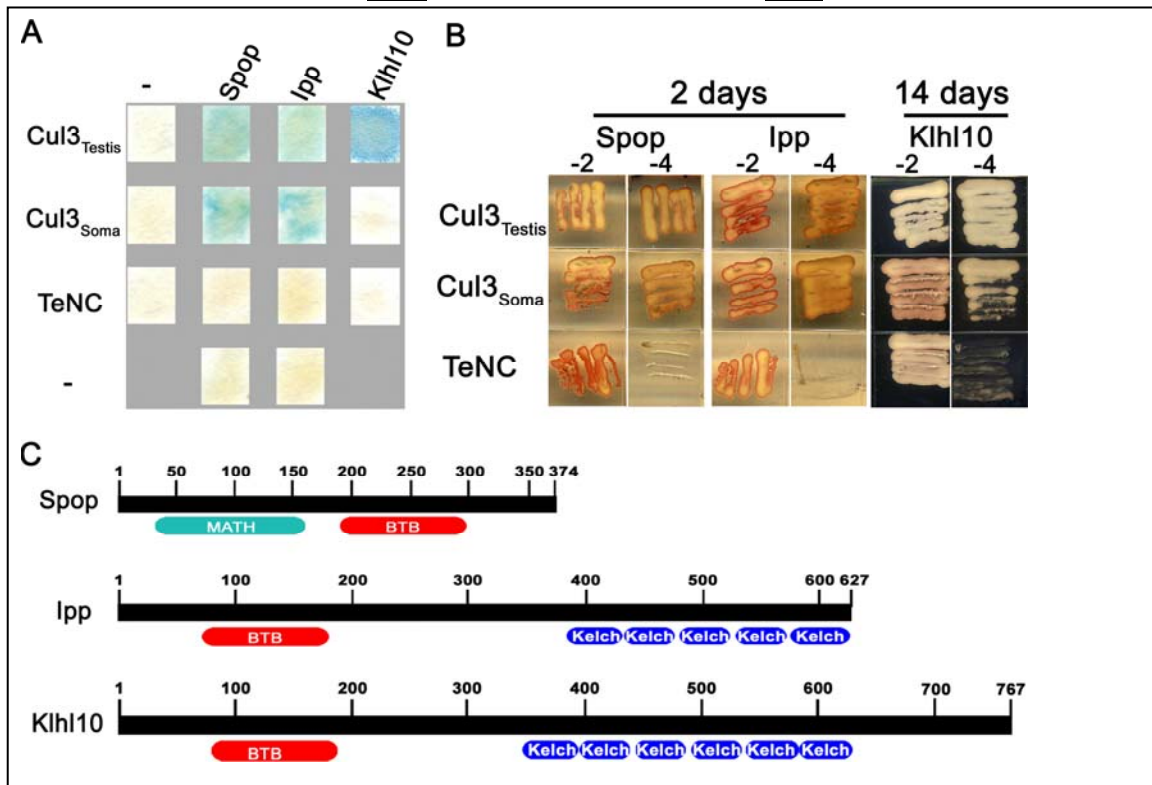 A
-
Spop
Ipp
Klhl10
Cul3Testis
Cul3Soma
TeNC
-
B
2 days
14 days
Spop
Ipp
Klhl10
-2
-4
-2
-4
-2
-4
Cul3Testis
Cul3Soma
TeNC
C
1 50 100 150 200 250 300 350 374
Spop
MATH BTB
1 100 200 300 400 500 600 627
Ipp
BTB Kelch Kelch Kelch Kelch Kelch
1 100 200 300 400 500 600 700 767
Klhl10
BTB Kelch Kelch Kelch Kelch Kelch Kelch